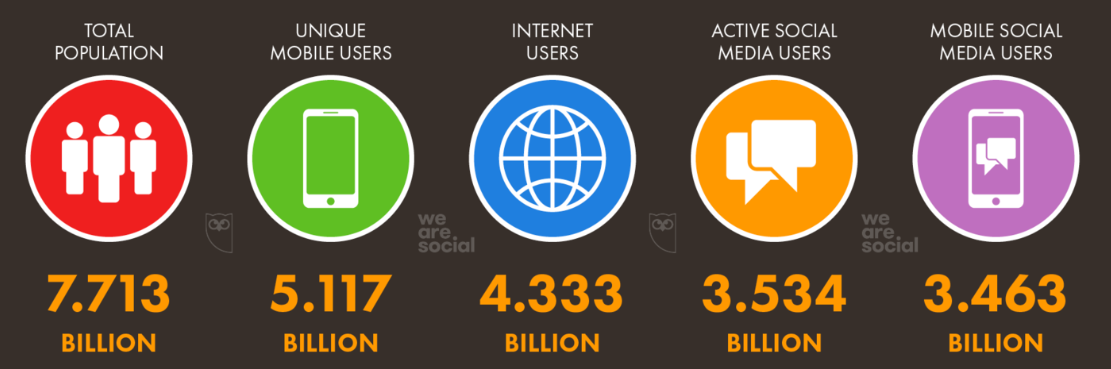 TOTAL
POPULATION
UNIQUE
MOBILE USERS
INTERNET
USERS
ACTIVE SOCIAL
MEDIA USERS
MOBILE SOCIAL
MEDIA USERS
we
are
social
we
are
social
7.713
BILLION
5.117
BILLION
4.333
BILLION
3.534
BILLION
3.463
BILLION